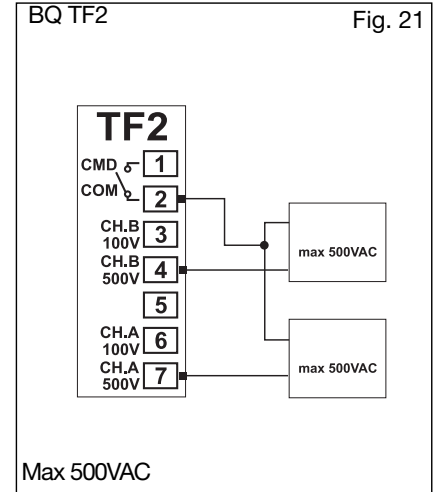 BQ TF2
Fig. 21
TF2
CMD
1
COM
2
CH.B
100V
3
CH.B
500V
4
5
CH.A
100V
6
CH.A
500V
7
max 500VAC
max 500VAC
Max 500VAC